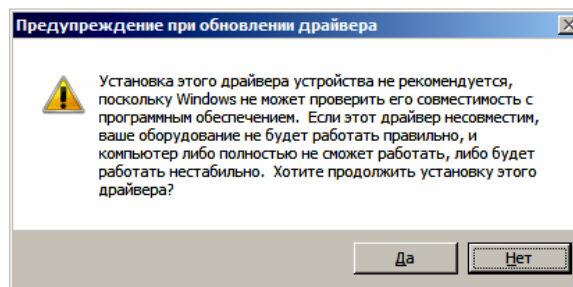 Предупреждение при обновлении драйвера
Установка этого драйвера устройства не рекомендуется,
поскольку Windows не может проверить его совместимость с
программным обеспечением. Если этот драйвер несовместим,
ваше оборудование не будет работать правильно, и
компьютер либо полностью не сможет работать, либо будет
работать нестабильно. Хотите продолжить установку этого
драйвера?
Да
Нет